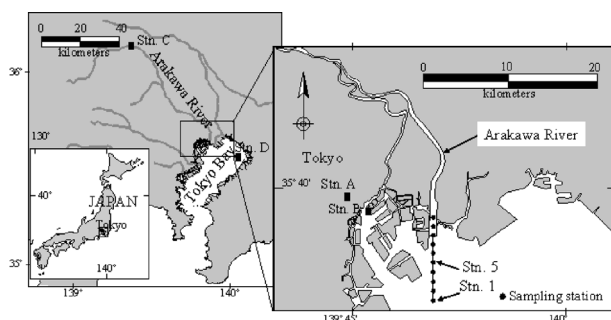 0 20 40
kilometers
Stn. C
36
Arakawa River
130
Stn. D
Tokyo Bay
40
JAPAN
Tokyo
140
35
139
140
0 10 20
kilometers
Arakawa River
Tokyo
35 40
Stn. A
Stn. B
Stn. 5
Stn. 1
Sampling station
139 45
140